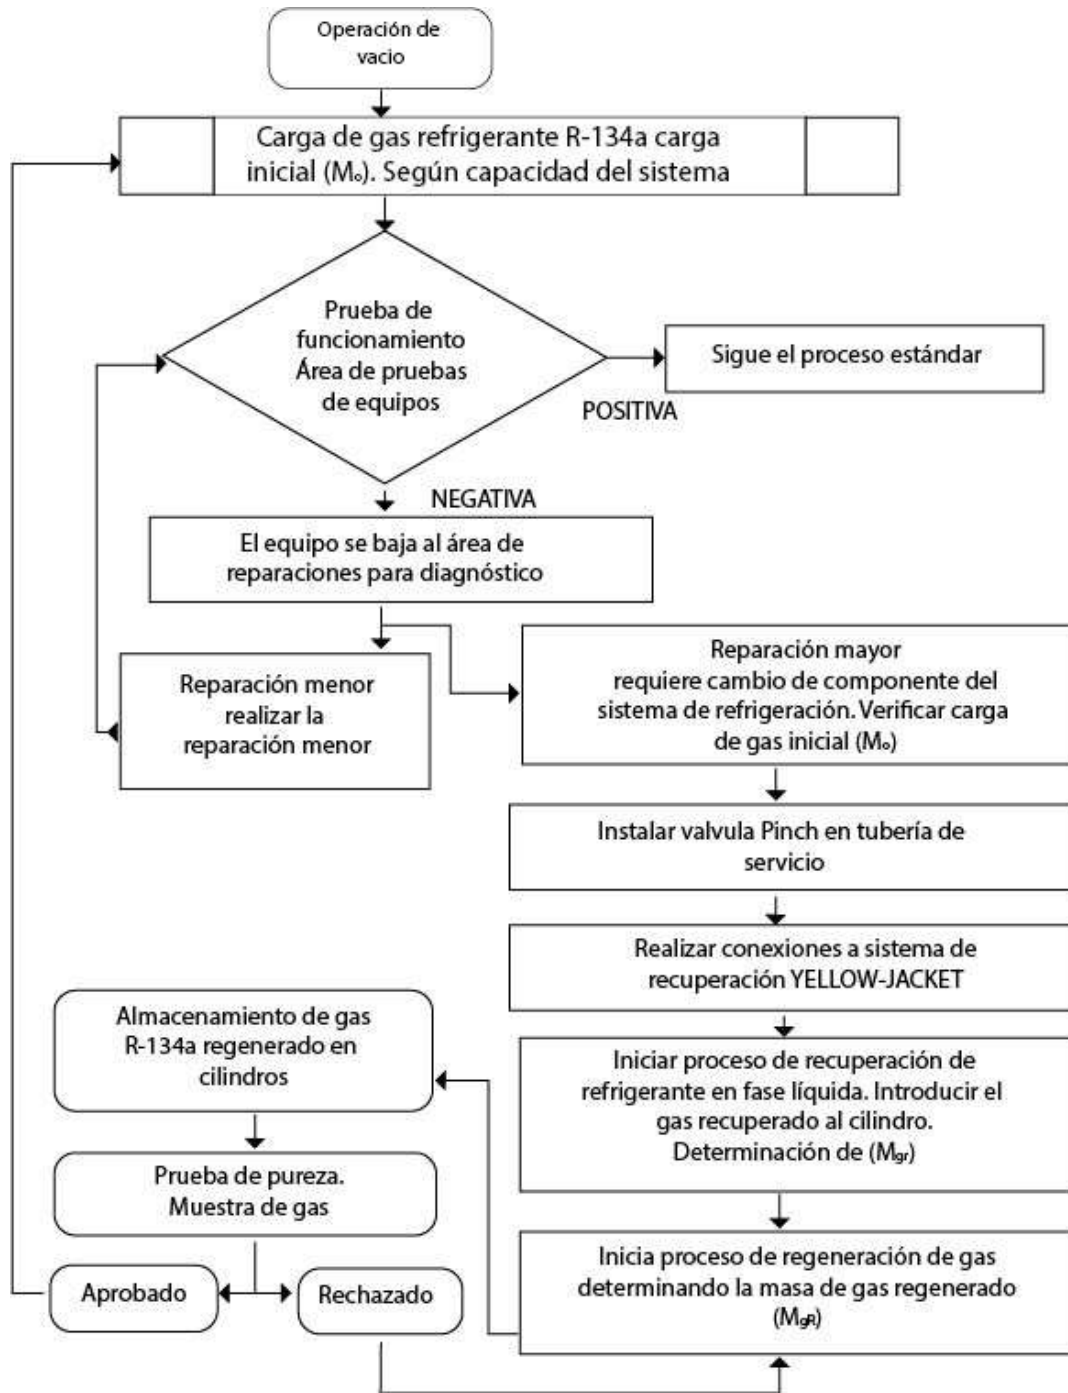 Operación de
vacio
Carga de gas refrigerante R-134a carga
inicial (Mₒ). Según capacidad del sistema
Prueba de
funcionamiento
Área de pruebas
de equipos
Sigue el proceso estándar
POSITIVA
NEGATIVA
El equipo se baja al área de
reparaciones para diagnóstico
Reparación menor
realizar la
reparación menor
Reparación mayor
requiere cambio de componente del
sistema de refrigeración. Verificar carga
de gas inicial (Mₒ)
Instalar valvula Pinch en tubería de
servicio
Realizar conexiones a sistema de
recuperación YELLOW-JACKET
Iniciar proceso de recuperación de
refrigerante en fase líquida. Introducir el
gas recuperado al cilindro.
Determinación de (Mgr)
Inicia proceso de regeneración de gas
determinando la masa de gas regenerado
(MgR)
Almacenamiento de gas
R-134a regenerado en
cilindros
Prueba de pureza.
Muestra de gas
Aprobado
Rechazado